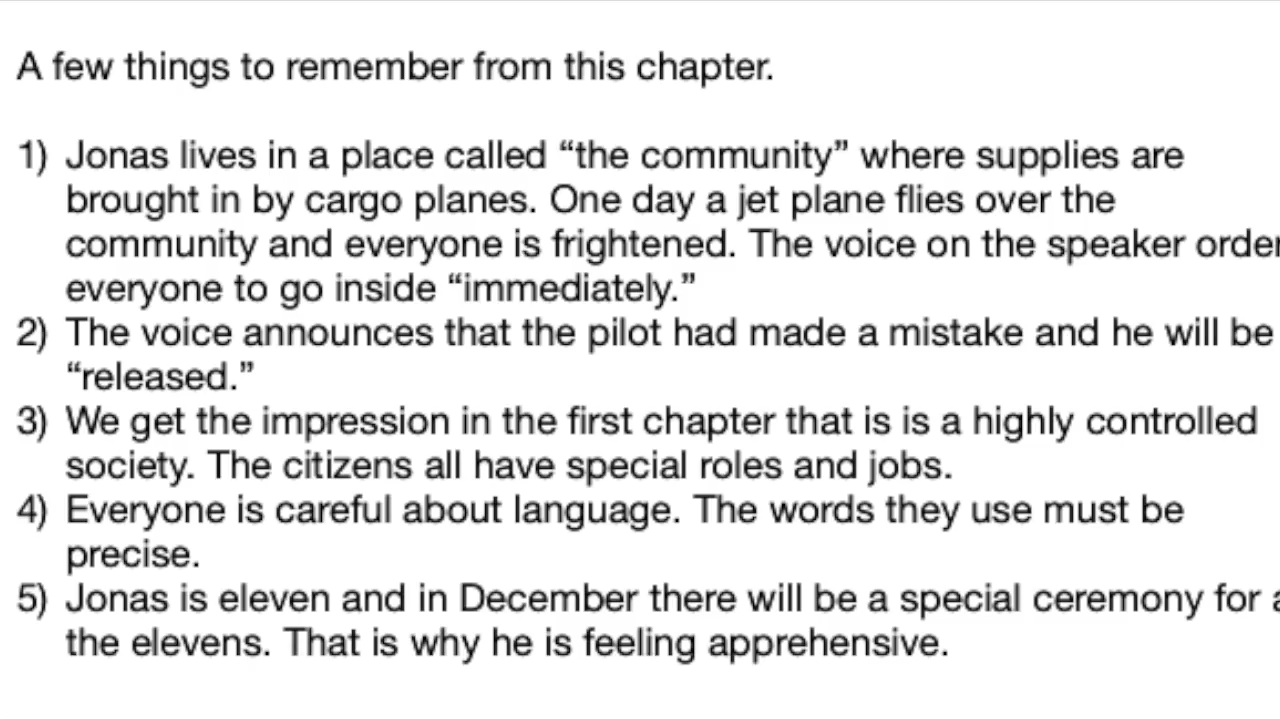 A few things to remember from this chapter.
1) Jonas lives in a place called “the community” where supplies are
brought in by cargo planes. One day a jet plane flies over the
community and everyone is frightened. The voice on the speaker order
everyone to go inside “immediately.”
2) The voice announces that the pilot had made a mistake and he will be
“released.”
3) We get the impression in the first chapter that is is a highly controlled
society. The citizens all have special roles and jobs.
4) Everyone is careful about language. The words they use must be
precise.
5) Jonas is eleven and in December there will be a special ceremony for
the elevens. That is why he is feeling apprehensive.